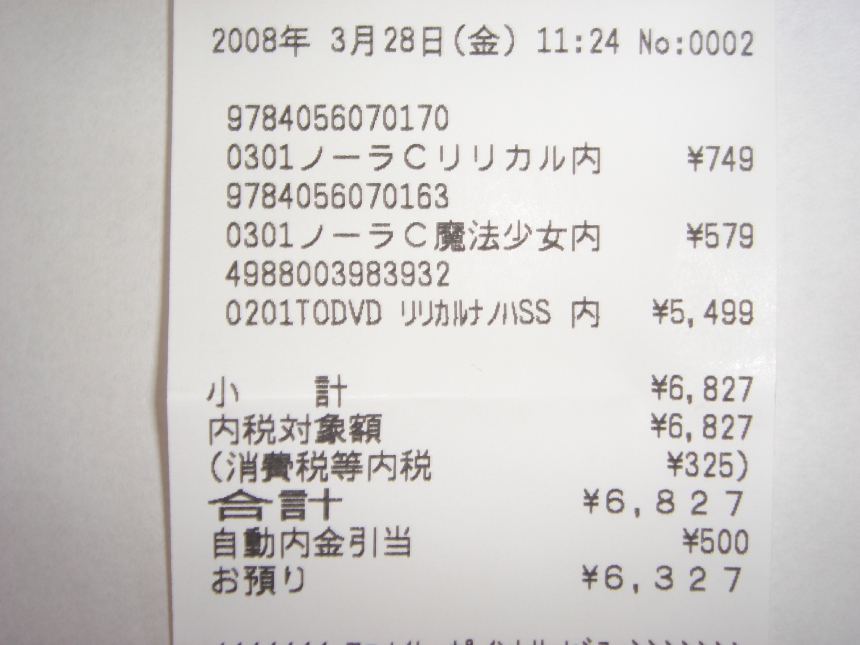 2008年 3月28日(金) 11:24 No:0002
9784056070170
0301ノーラCリリカル内 ¥749
9784056070163
0301ノーラC魔法少女内 ¥579
4988003983932
0201TODVD ﾘﾘｶﾙﾅﾉﾊSS 内 ¥5,499
小 計 ¥6,827
内税対象額 ¥6,827
(消費税等内税 ¥325)
合計 ¥6,827
自動内金引当 ¥500
お預り ¥6,327